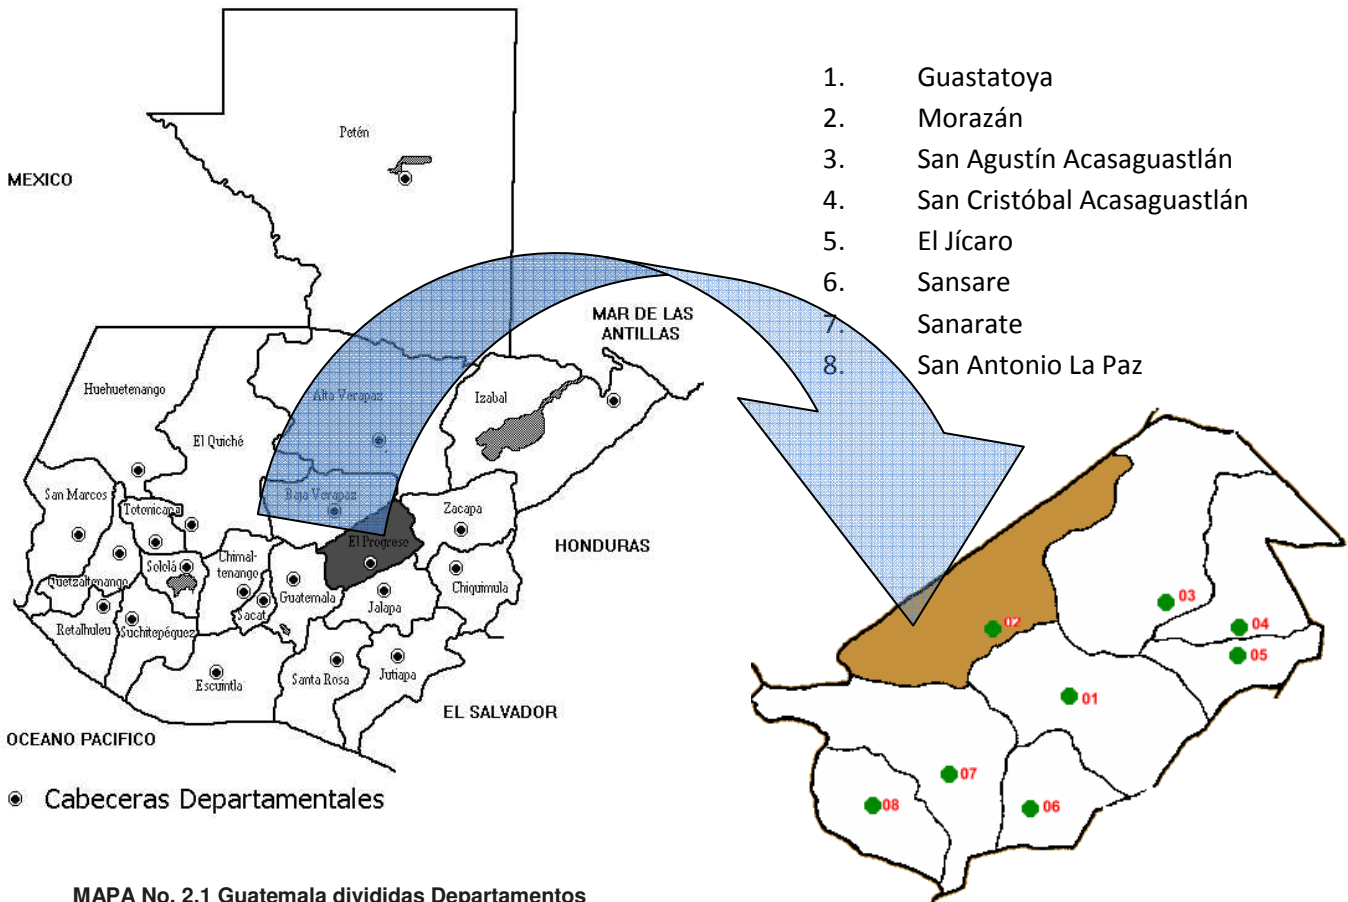 1. Guastatoya
2. Morazán
3. San Agustín Acasaguastlán
4. San Cristóbal Acasaguastlán
5. El Jícaro
6. Sansare
7. Sanarate
8. San Antonio La Paz
Petén
MEXICO
MAR DE LAS
ANTILLAS
Huehuetenango
Alta Verapaz
Izabal
El Quiché
San Marcos
Baja Verapaz
Totonicapa
Zacapa
El Progreso
HONDURAS
Sololá
Chimal-
tenango
Quetzaltenango
Guatemala
Chiquimula
Jalapa
Sacat
Retalhuleu
Suchitepéquez
Escuintla
Santa Rosa
Jutiapa
EL SALVADOR
OCEANO PACIFICO
Cabeceras Departamentales
03
02
04
05
01
07
08
06
MAPA No. 2.1 Guatemala divididas Departamentos